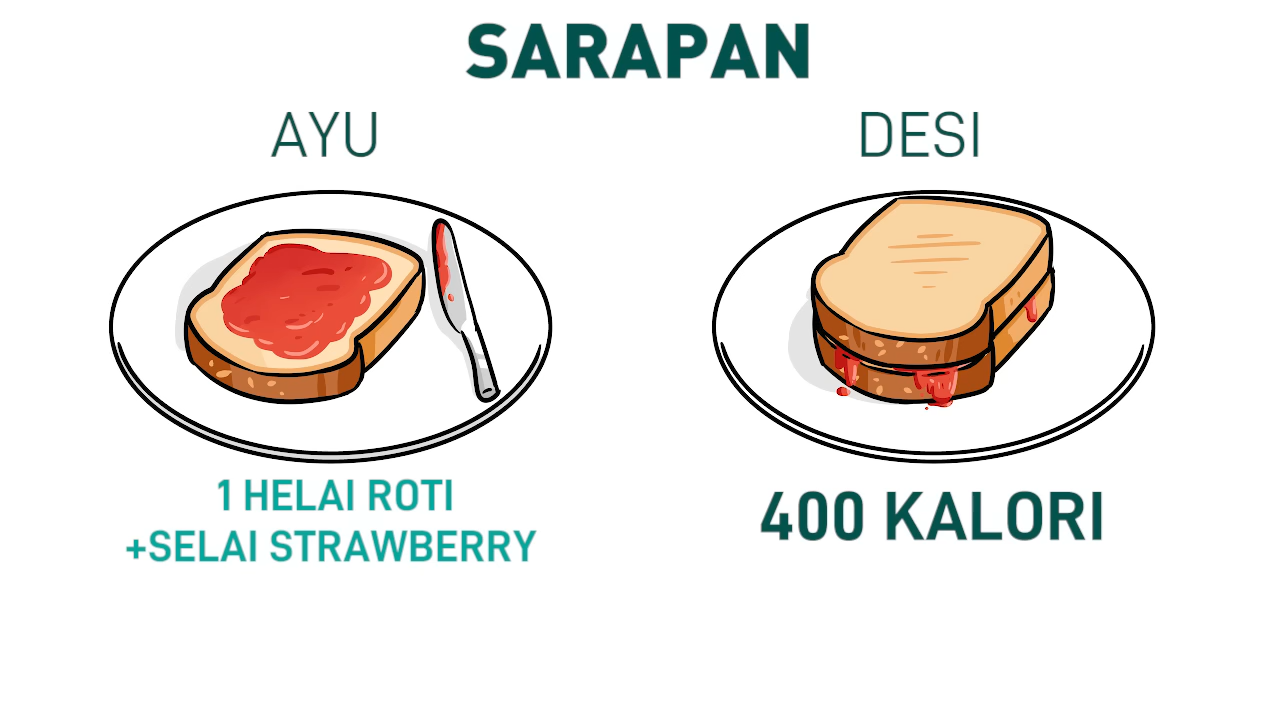 SARAPAN
AYU
DESI
1 HELAI ROTI
+SELAI STRAWBERRY
400 KALORI